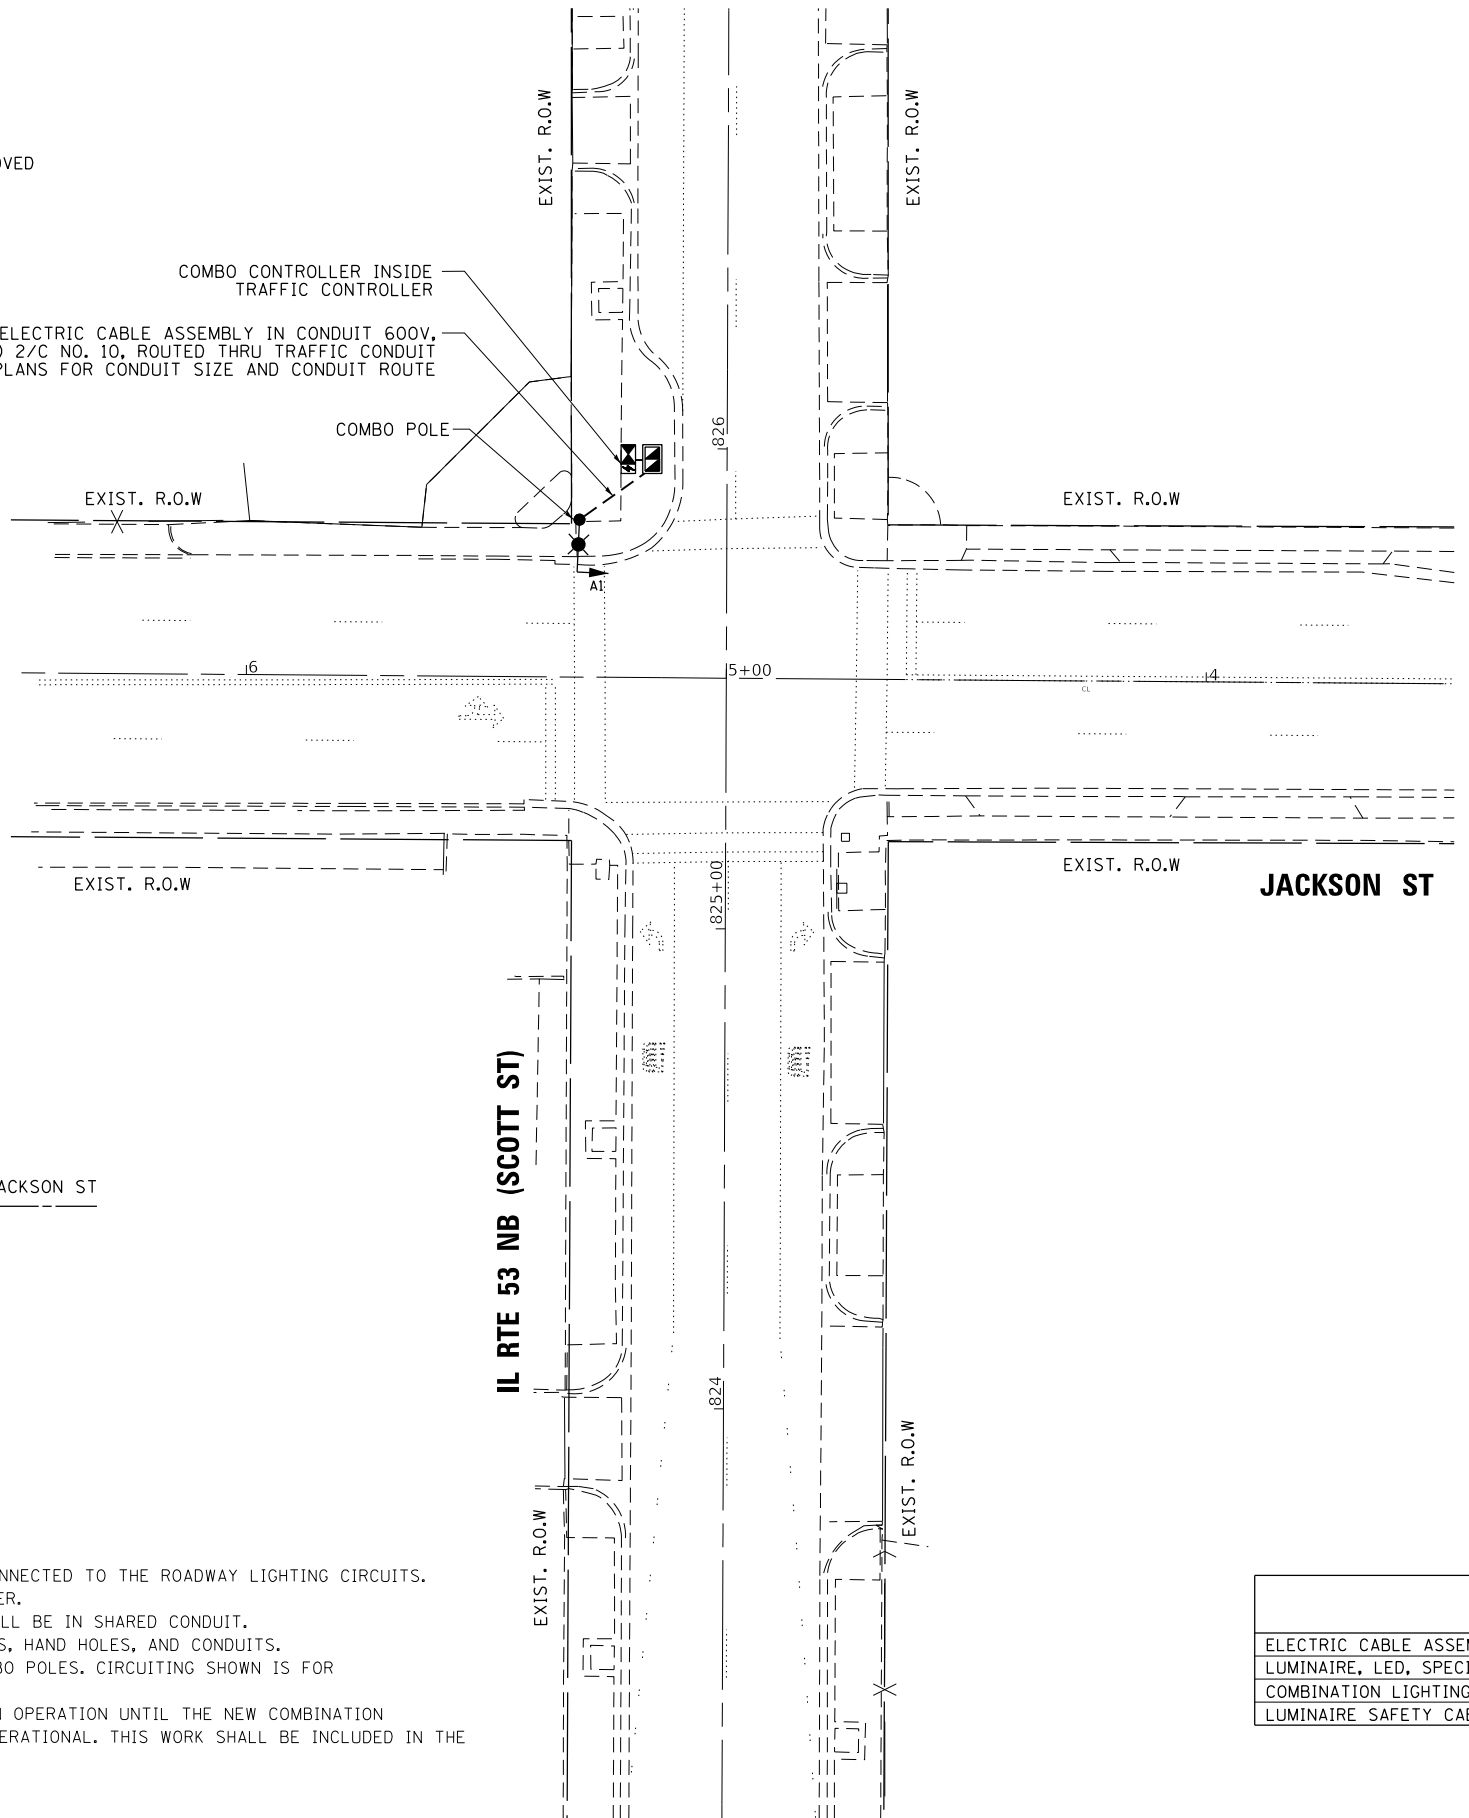 EXIST. R.O.W
EXIST. R.O.W
OVED
COMBO CONTROLLER INSIDE
TRAFFIC CONTROLLER
ELECTRIC CABLE ASSEMBLY IN CONDUIT 600V,
) 2/C NO. 10, ROUTED THRU TRAFFIC CONDUIT
PLANS FOR CONDUIT SIZE AND CONDUIT ROUTE
COMBO POLE
826
EXIST. R.O.W
EXIST. R.O.W
A1
6
5+00
4
CL
EXIST. R.O.W
EXIST. R.O.W
JACKSON ST
825+00
IL RTE 53 NB (SCOTT ST)
ACKSON ST
824
EXIST. R.O.W
EXIST. R.O.W
NNECTED TO THE ROADWAY LIGHTING CIRCUITS.
ER.
LL BE IN SHARED CONDUIT.
S, HAND HOLES, AND CONDUITS.
BO POLES. CIRCUITING SHOWN IS FOR
N OPERATION UNTIL THE NEW COMBINATION
ERATIONAL. THIS WORK SHALL BE INCLUDED IN THE
ELECTRIC CABLE ASSEM
LUMINAIRE, LED, SPECI
COMBINATION LIGHTING
LUMINAIRE SAFETY CAB